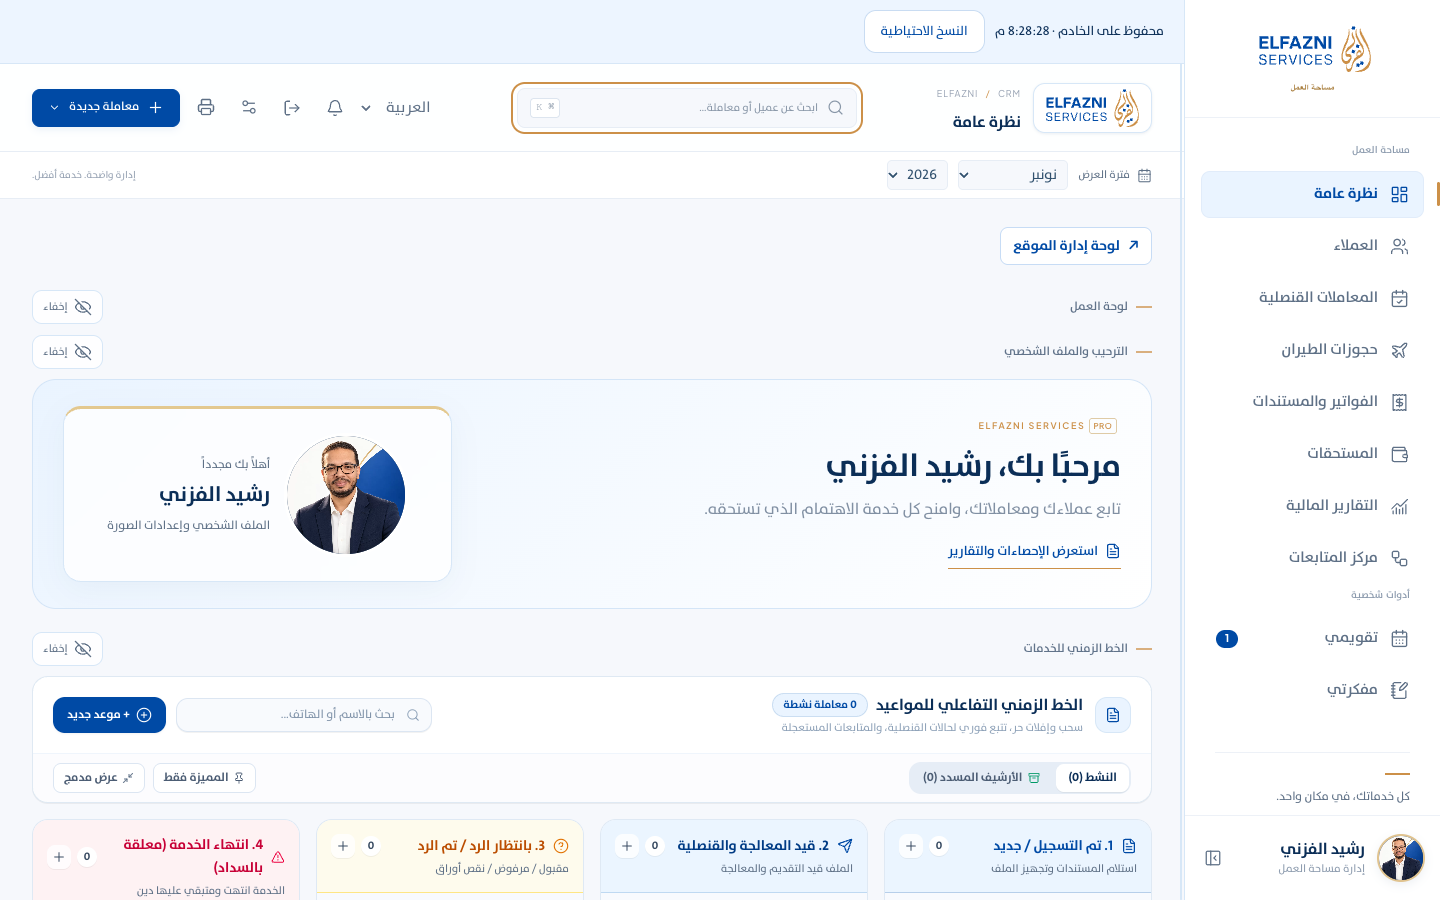 ELFAZNI
SERVICES
مساحة العمل
مساحة العمل
نظرة عامة
العملاء
المعاملات القنصلية
حجوزات الطيران
الفواتير والمستندات
المستحقات
التقارير المالية
مركز المتابعات
أدوات شخصية
تقويمي
1
مفكرتي
كل خدماتك، في مكان واحد.
رشيد الفزني
إدارة مساحة العمل
محفوظ على الخادم · 8:28:28 م
النسخ الاحتياطية
ELFAZNI
SERVICES
ELFAZNI / CRM
نظرة عامة
ابحث عن عميل أو معاملة...
⌘ K
العربية
معاملة جديدة
فترة العرض
نونبر
2026
إدارة واضحة. خدمة أفضل.
لوحة إدارة الموقع
لوحة العمل
إخفاء
الترحيب والملف الشخصي
إخفاء
ELFAZNI SERVICES PRO
مرحبًا بك، رشيد الفزني
تابع عملاءك ومعاملاتك، وامنح كل خدمة الاهتمام الذي تستحقه.
استعرض الإحصاءات والتقارير
أهلاً بك مجدداً
رشيد الفزني
الملف الشخصي وإعدادات الصورة
الخط الزمني للخدمات
إخفاء
الخط الزمني التفاعلي للمواعيد
0 معاملة نشطة
سحب وإفلات حر، تتبع فوري لحالات القنصلية، والمتابعات المستعجلة
بحث بالاسم أو الهاتف...
+ موعد جديد
النشط (0)
الأرشيف المسدد (0)
المميزة فقط
عرض مدمج
1. تم التسجيل / جديد
0
استلام المستندات وتجهيز الملف
2. قيد المعالجة والقنصلية
0
الملف قيد التقديم والمعالجة
3. بانتظار الرد / تم الرد
0
مقبول / مرفوض / نقص أوراق
4. انتهاء الخدمة (معلقة
بالسداد)
0
الخدمة انتهت ومتبقي عليها دين